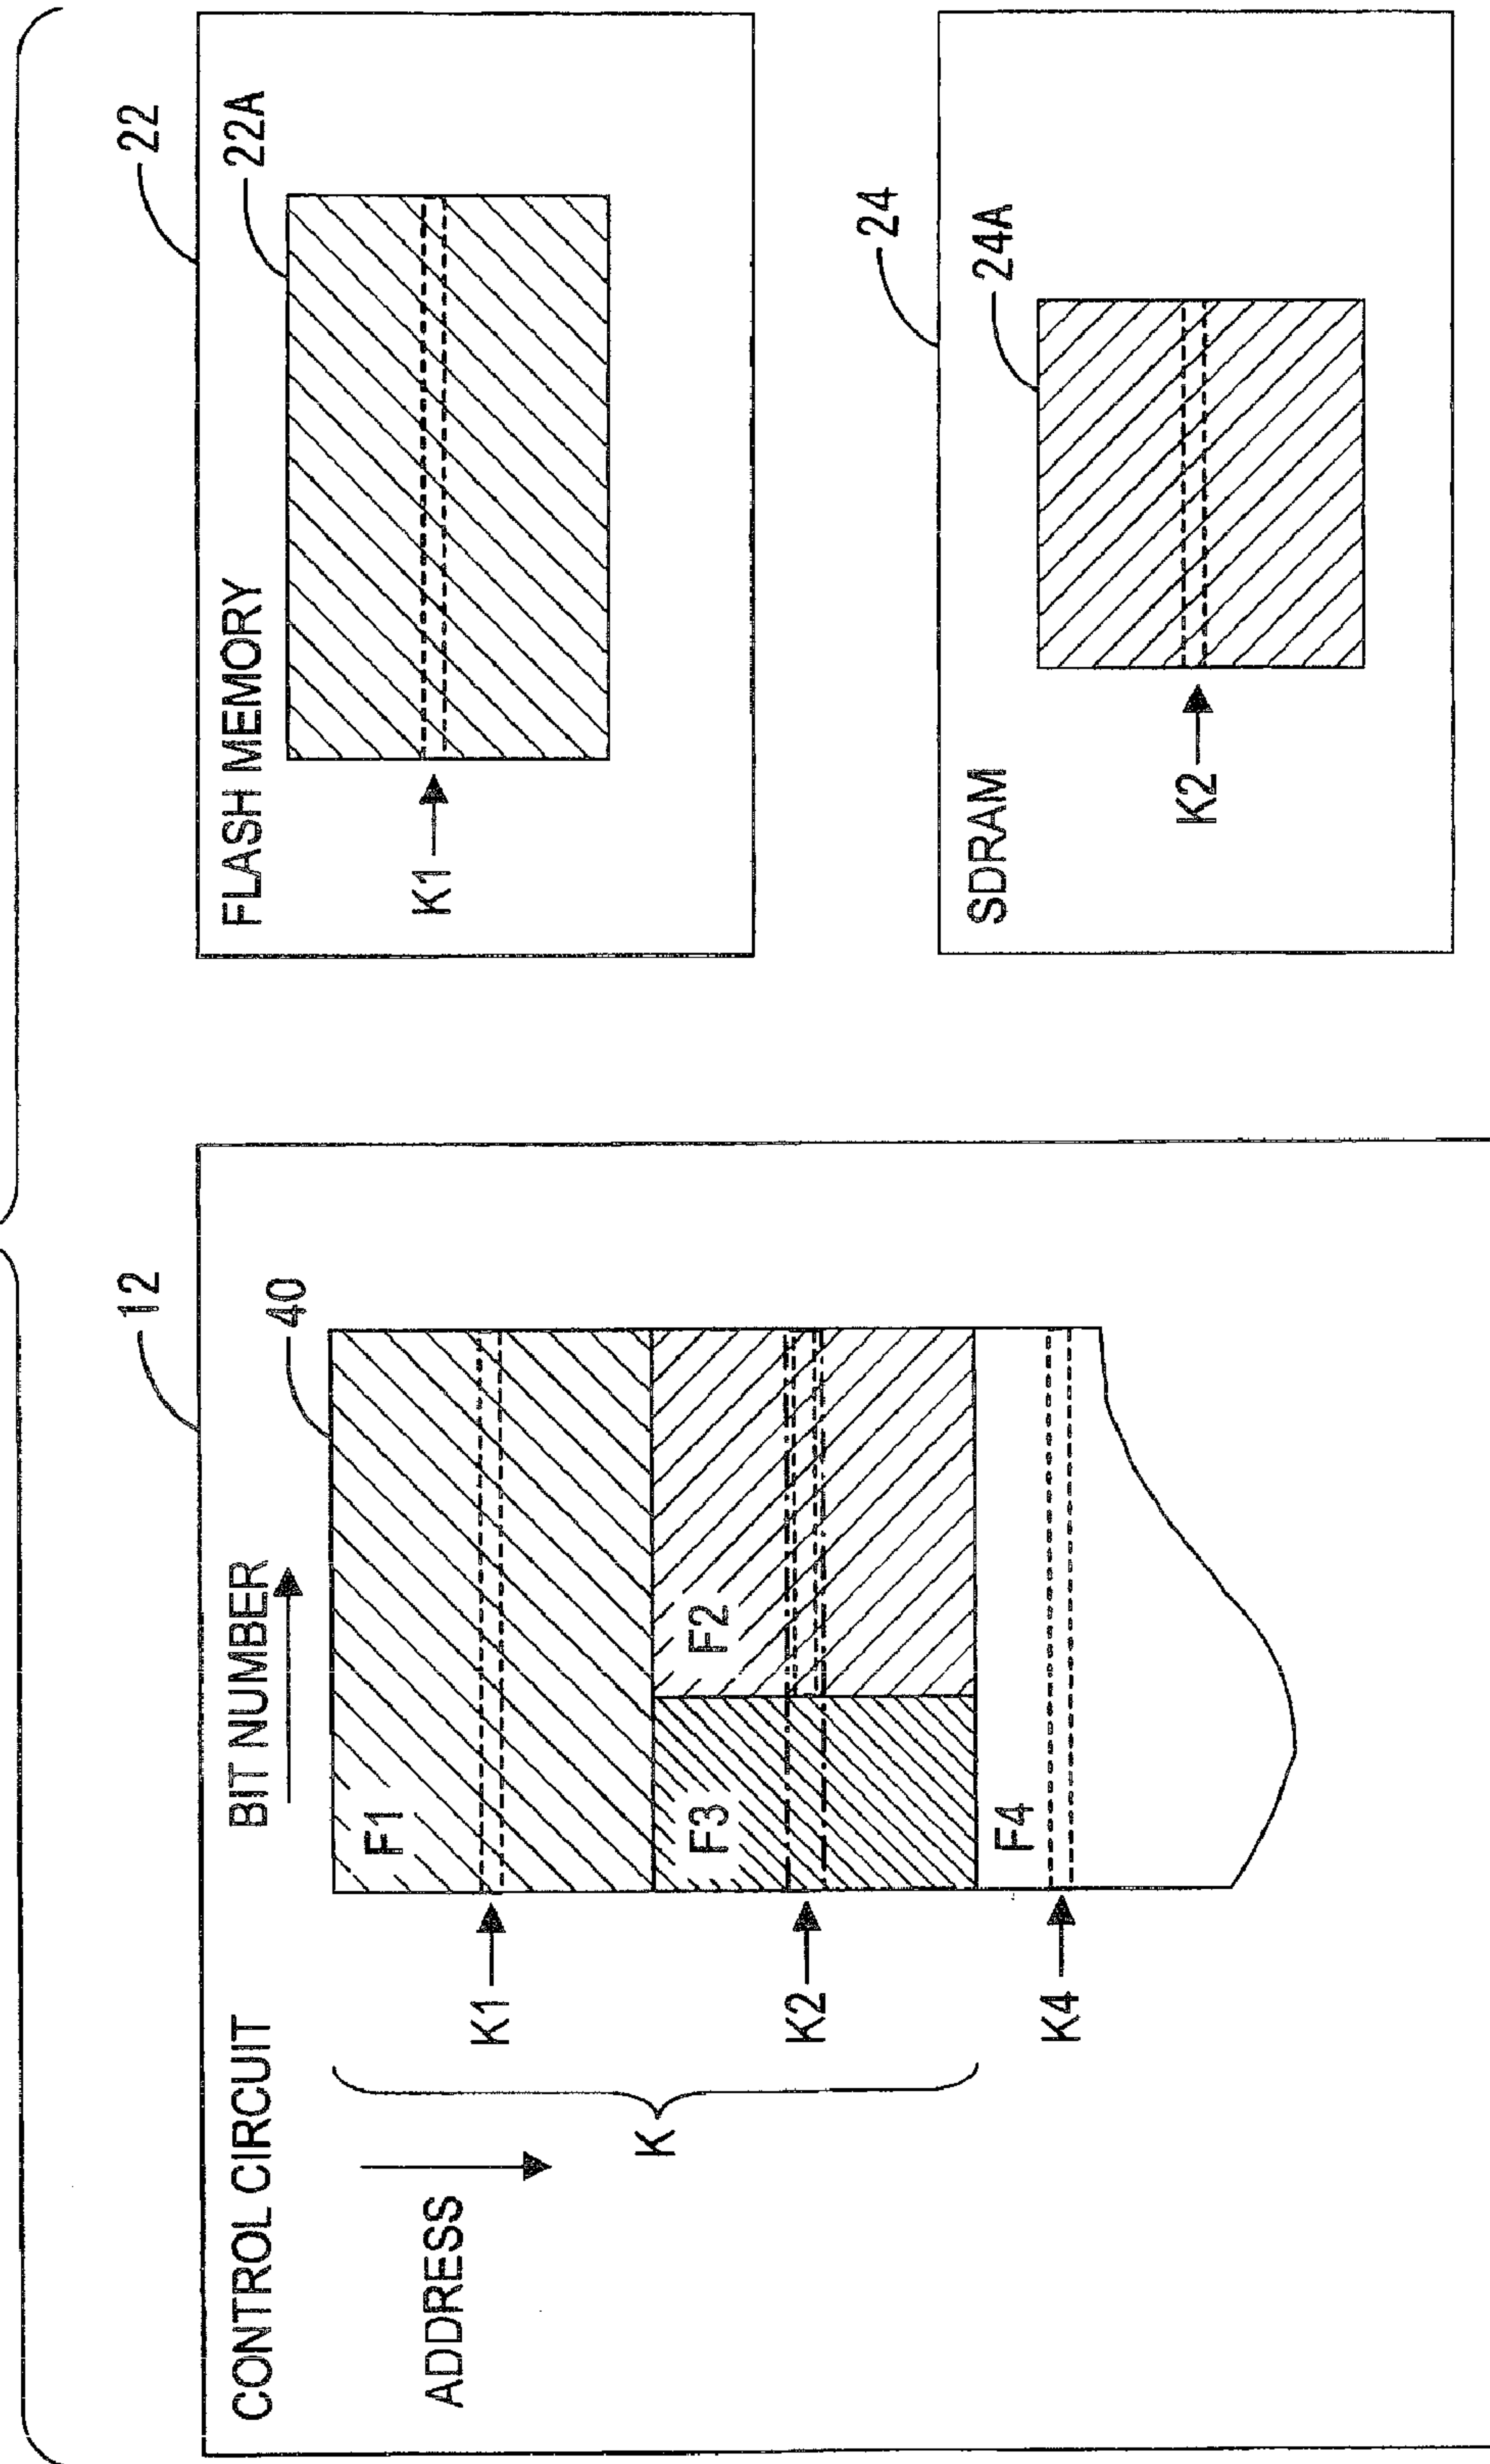 12
CONTROL CIRCUIT
BIT NUMBER
40
ADDRESS
F1
K1
K
F3
F2
K2
F4
K4
22
FLASH MEMORY
22A
K1
24
SDRAM
24A
K2